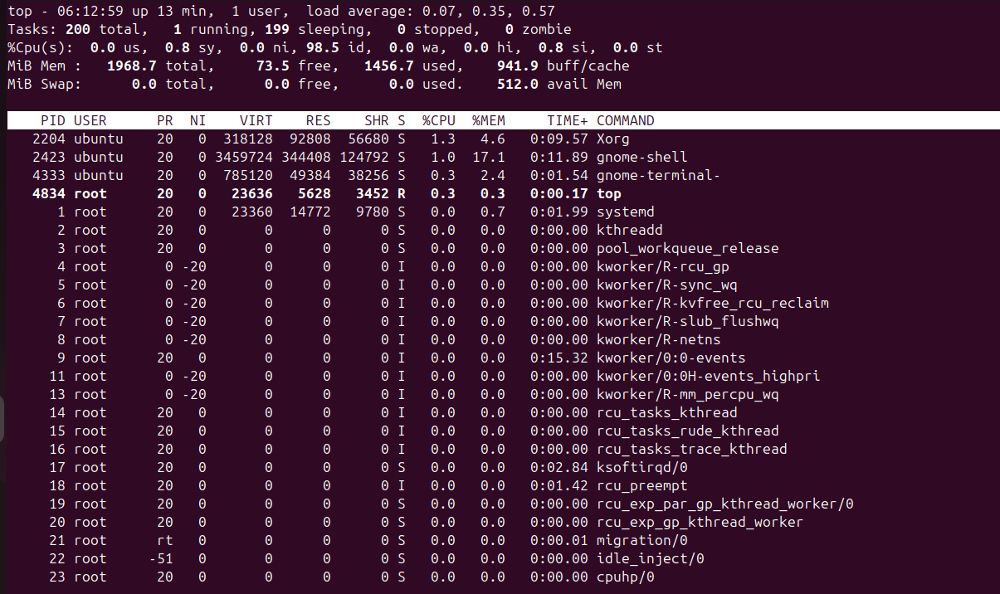 top - 06:12:59 up 13 min,  1 user,  load average: 0.07, 0.35, 0.57
Tasks: 200 total,   1 running, 199 sleeping,   0 stopped,   0 zombie
%Cpu(s):  0.0 us,  0.8 sy,  0.0 ni, 98.5 id,  0.0 wa,  0.0 hi,  0.8 si,  0.0 st
MiB Mem :   1968.7 total,     73.5 free,   1456.7 used,    941.9 buff/cache
MiB Swap:      0.0 total,      0.0 free,      0.0 used.    512.0 avail Mem
    PID USER      PR  NI    VIRT    RES    SHR S  %CPU  %MEM     TIME+ COMMAND
   2204 ubuntu    20   0  318128  92808  56680 S   1.3   4.6   0:09.57 Xorg
   2423 ubuntu    20   0 3459724 344408 124792 S   1.0  17.1   0:11.89 gnome-shell
   4333 ubuntu    20   0  785120  49384  38256 S   0.3   2.4   0:01.54 gnome-terminal-
   4834 root      20   0   23636   5628   3452 R   0.3   0.3   0:00.17 top
      1 root      20   0   23360  14772   9780 S   0.0   0.7   0:01.99 systemd
      2 root      20   0       0      0      0 S   0.0   0.0   0:00.00 kthreadd
      3 root      20   0       0      0      0 S   0.0   0.0   0:00.00 pool_workqueue_release
      4 root       0 -20       0      0      0 I   0.0   0.0   0:00.00 kworker/R-rcu_gp
      5 root       0 -20       0      0      0 I   0.0   0.0   0:00.00 kworker/R-sync_wq
      6 root       0 -20       0      0      0 I   0.0   0.0   0:00.00 kworker/R-kvfree_rcu_reclaim
      7 root       0 -20       0      0      0 I   0.0   0.0   0:00.00 kworker/R-slub_flushwq
      8 root       0 -20       0      0      0 I   0.0   0.0   0:00.00 kworker/R-netns
      9 root      20   0       0      0      0 I   0.0   0.0   0:15.32 kworker/0:0-events
     11 root       0 -20       0      0      0 I   0.0   0.0   0:00.00 kworker/0:0H-events_highpri
     13 root       0 -20       0      0      0 I   0.0   0.0   0:00.00 kworker/R-mm_percpu_wq
     14 root      20   0       0      0      0 I   0.0   0.0   0:00.00 rcu_tasks_kthread
     15 root      20   0       0      0      0 I   0.0   0.0   0:00.00 rcu_tasks_rude_kthread
     16 root      20   0       0      0      0 I   0.0   0.0   0:00.00 rcu_tasks_trace_kthread
     17 root      20   0       0      0      0 S   0.0   0.0   0:02.84 ksoftirqd/0
     18 root      20   0       0      0      0 I   0.0   0.0   0:01.42 rcu_preempt
     19 root      20   0       0      0      0 S   0.0   0.0   0:00.00 rcu_exp_par_gp_kthread_worker/0
     20 root      20   0       0      0      0 S   0.0   0.0   0:00.00 rcu_exp_gp_kthread_worker
     21 root      rt   0       0      0      0 S   0.0   0.0   0:00.01 migration/0
     22 root     -51   0       0      0      0 S   0.0   0.0   0:00.00 idle_inject/0
     23 root      20   0       0      0      0 S   0.0   0.0   0:00.00 cpuhp/0